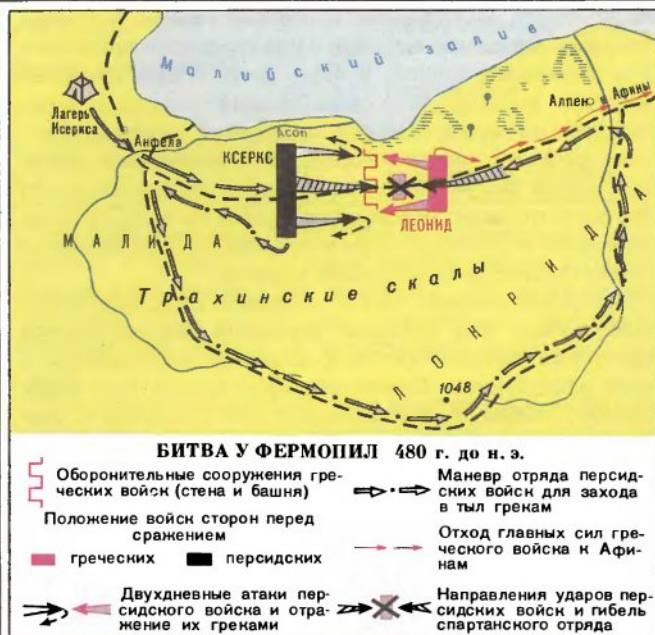 Малийский залив
Лагерь
Ксеркса
Анфела
Асоп
КСЕРКС
Алпены
Афины
ЛЕОНИД
МАЛИДА
Трахинские скалы
ЛОКРИДА
1048
БИТВА У ФЕРМОПИЛ 480 г. до н. э.
Оборонительные сооружения гре-
ческих войск (стена и башня)
Положение войск сторон перед
сражением
греческих
персидских
Двухдневные атаки пер-
сидского войска и отра-
жение их греками
Маневр отряда персид-
ских войск для захода
в тыл грекам
Отход главных сил гре-
ческого войска к Афи-
нам
Направления ударов пер-
сидских войск и гибель
спартанского отряда